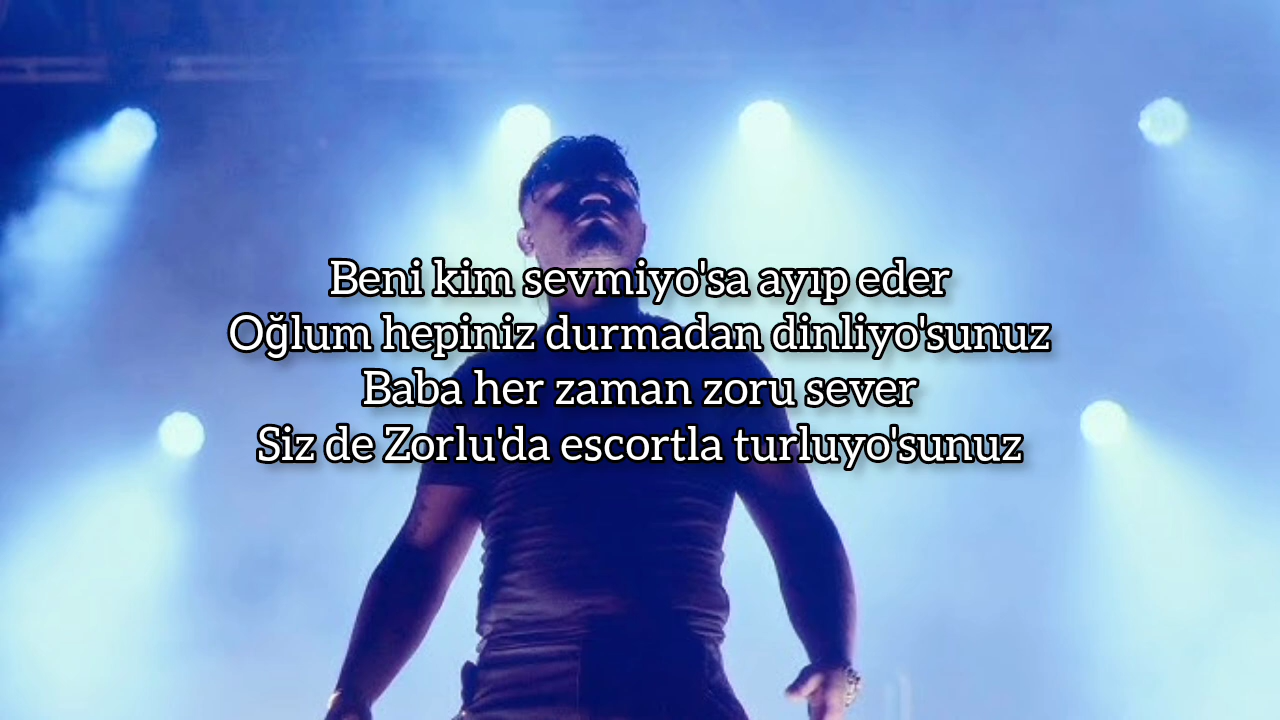 Beni kim sevmiyo'sa ayıp eder
Oğlum hepiniz durmadan dinliyo'sunuz
Baba her zaman zoru sever
Siz de Zorlu'da escortla turluyo'sunuz